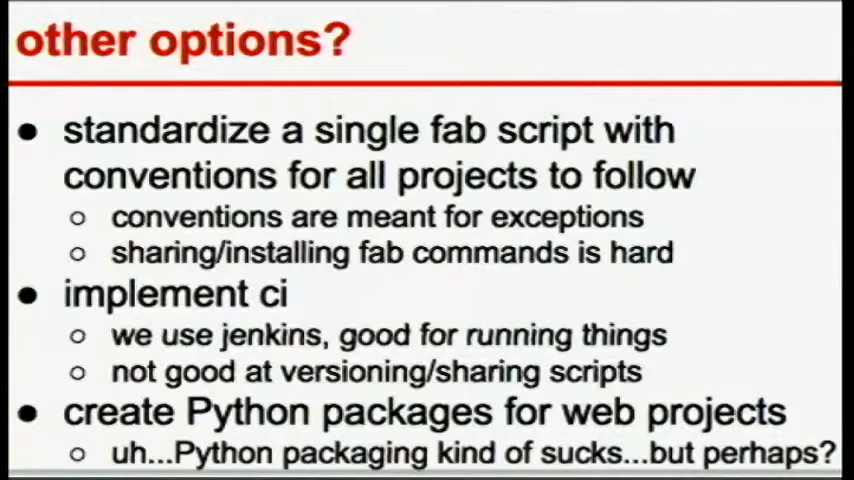 other options?
● standardize a single fab script with
conventions for all projects to follow
○ conventions are meant for exceptions
○ sharing/installing fab commands is hard
● implement ci
○ we use jenkins, good for running things
○ not good at versioning/sharing scripts
● create Python packages for web projects
○ uh...Python packaging kind of sucks...but perhaps?